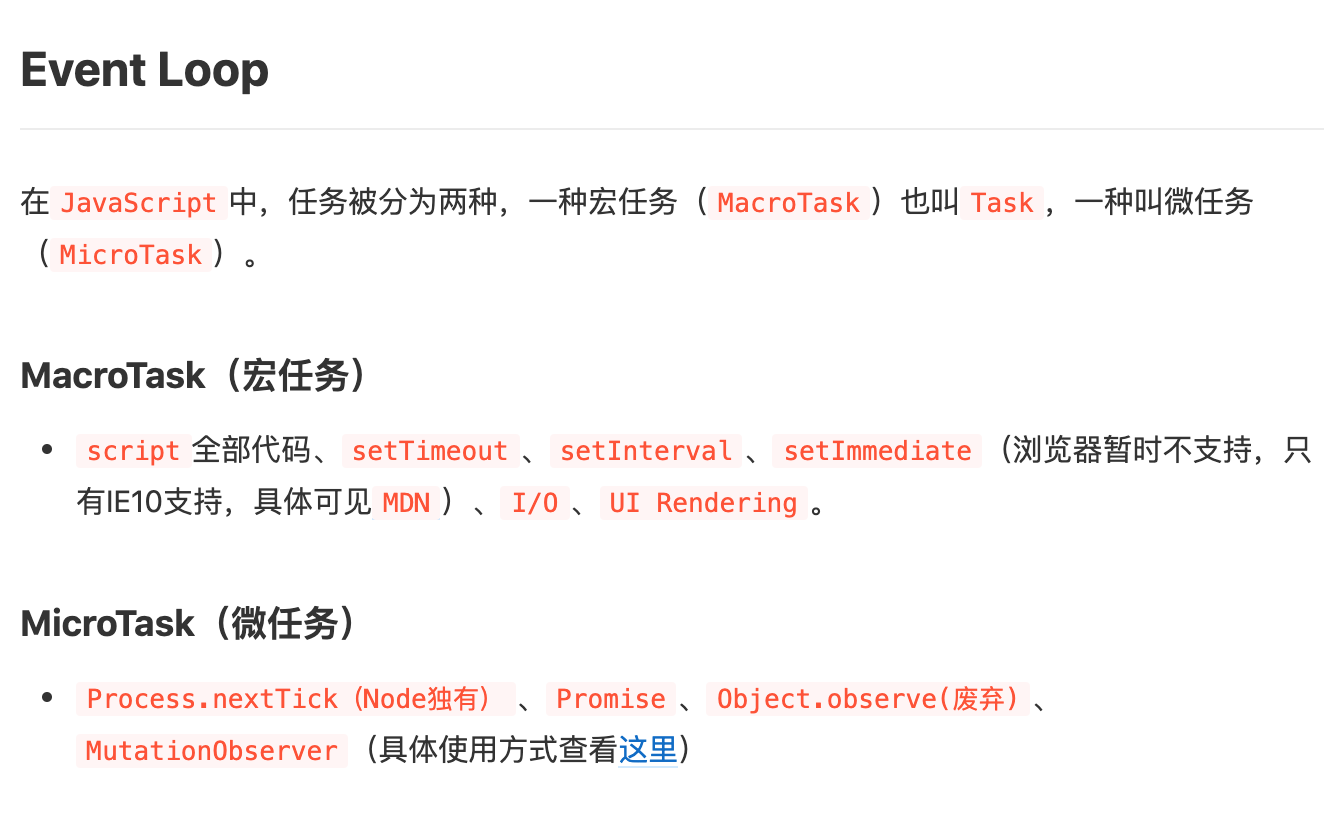 Event Loop
在JavaScript中，任务被分为两种，一种宏任务（MacroTask）也叫Task，一种叫微任务
（MicroTask）。
MacroTask（宏任务）
script全部代码、setTimeout、setInterval、setImmediate（浏览器暂时不支持，只
有IE10支持，具体可见MDN）、I/O、UI Rendering。
MicroTask（微任务）
Process.nextTick（Node独有）、Promise、Object.observe(废弃)、
MutationObserver（具体使用方式查看这里）